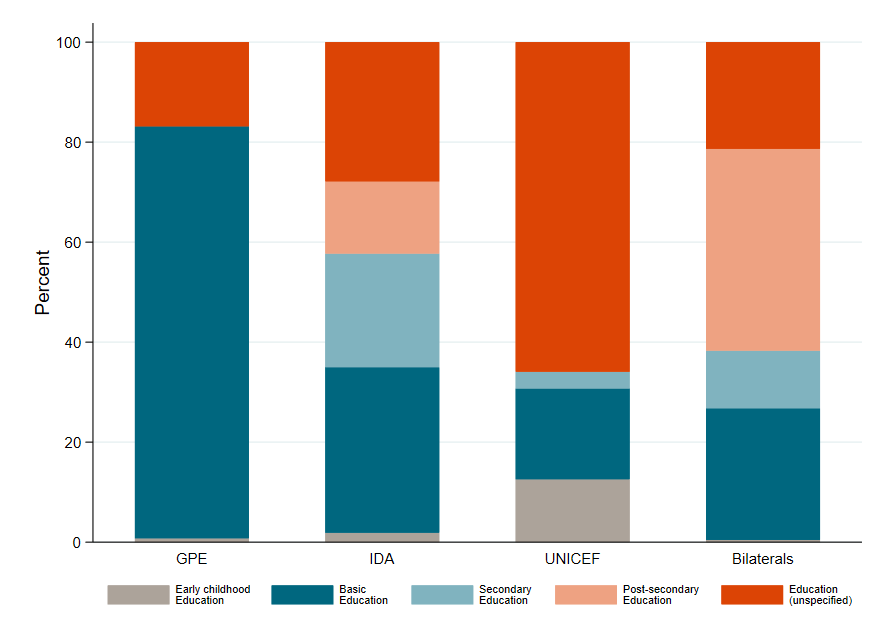 100
80
60
40
20
0
Percent
GPE IDA UNICEF Bilaterals
Early childhood Education
Basic Education
Secondary Education
Post-secondary Education
Education (unspecified)